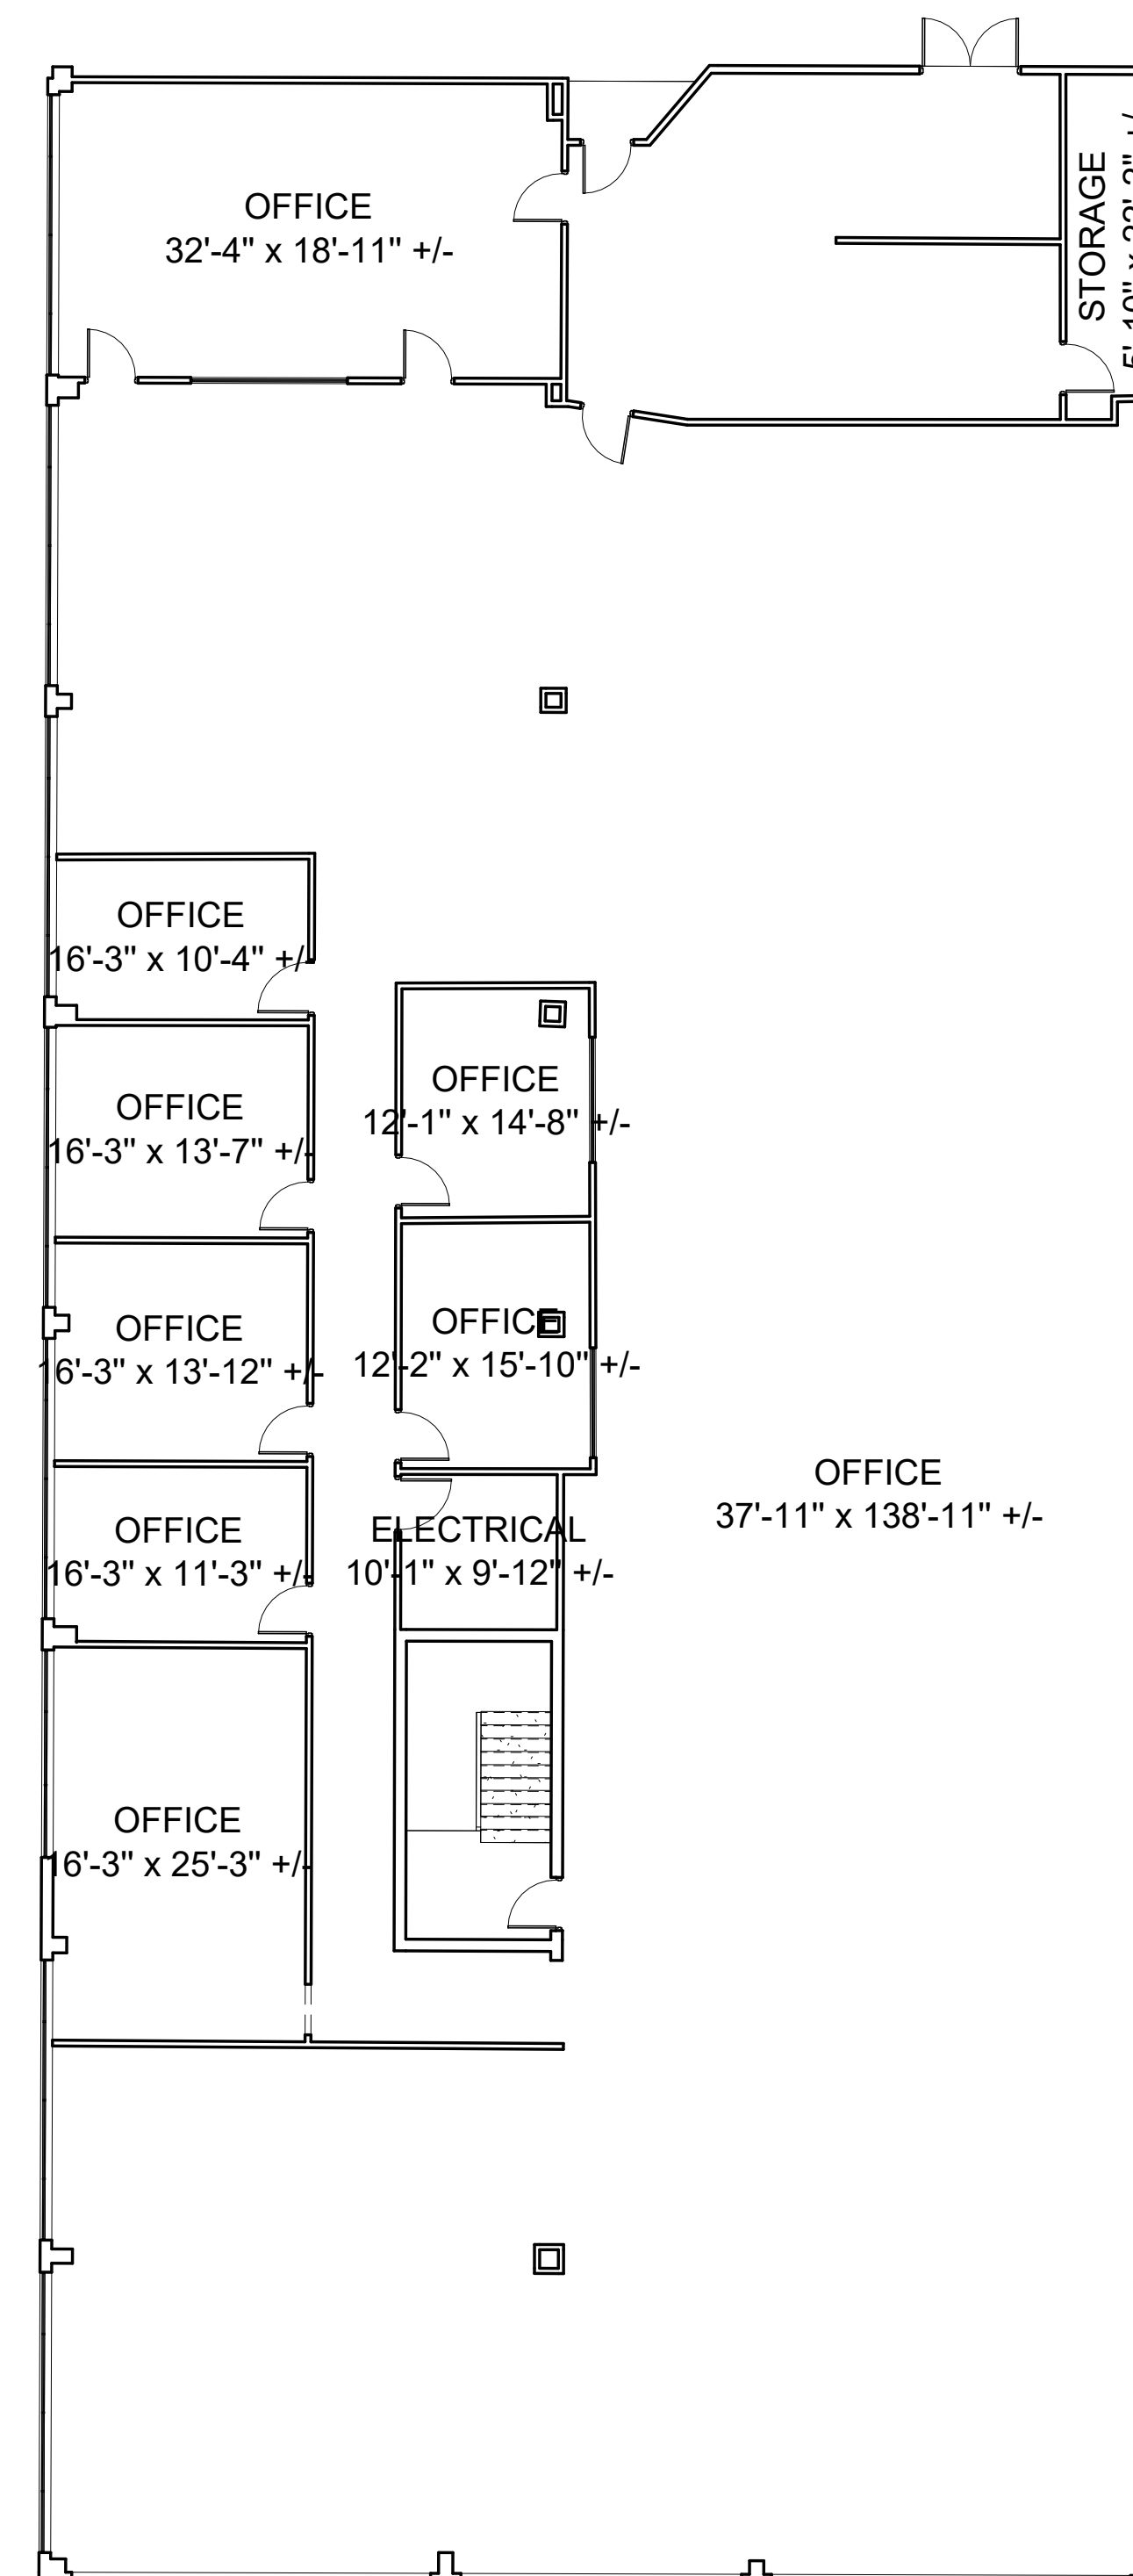 OFFICE
32'-4" x 18'-11" +/-
STORAGE
OFFICE
16'-3" x 10'-4" +/-
OFFICE
16'-3" x 13'-7" +/-
OFFICE
12'-1" x 14'-8" +/-
OFFICE
16'-3" x 13'-12" +/-
OFFICE
12'-2" x 15'-10" +/-
OFFICE
37'-11" x 138'-11" +/-
OFFICE
16'-3" x 11'-3" +/-
ELECTRICAL
10'-1" x 9'-12" +/-
OFFICE
16'-3" x 25'-3" +/-